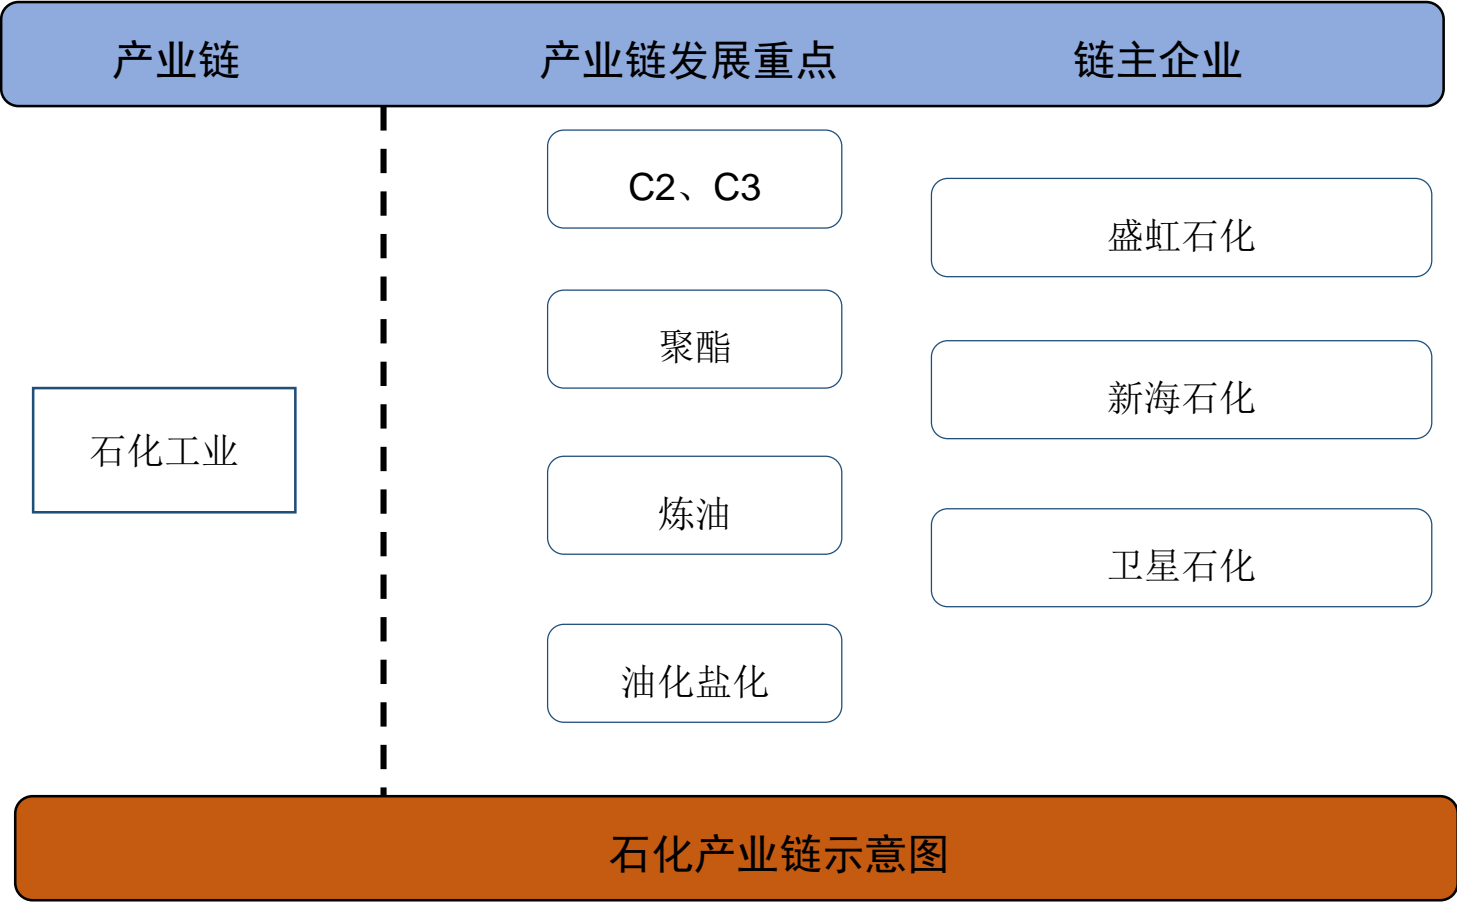 产业链
产业链发展重点
链主企业
C2、C3
盛虹石化
聚酯
新海石化
石化工业
炼油
卫星石化
油化盐化
石化产业链示意图